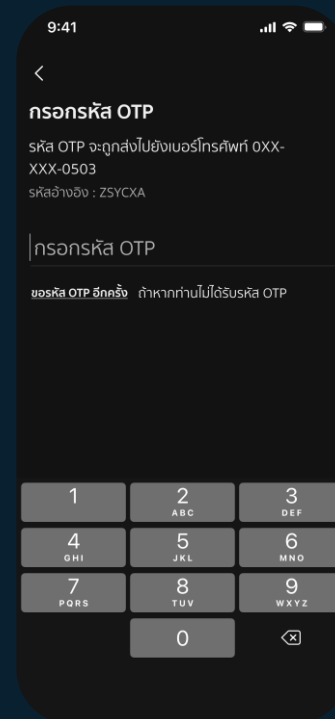 9:41
กรอกรหัส OTP
รหัส OTP จะถูกส่งไปยังเบอร์โทรศัพท์ 0XX-
XXX-0503
รหัสอ้างอิง : ZSYCXA
กรอกรหัส OTP
ขอรหัส OTP อีกครั้ง ถ้าหากท่านไม่ได้รับรหัส OTP
1 2 3
ABC DEF
4 5 6
GHI JKL MNO
7 8 9
PQRS TUV WXYZ
0